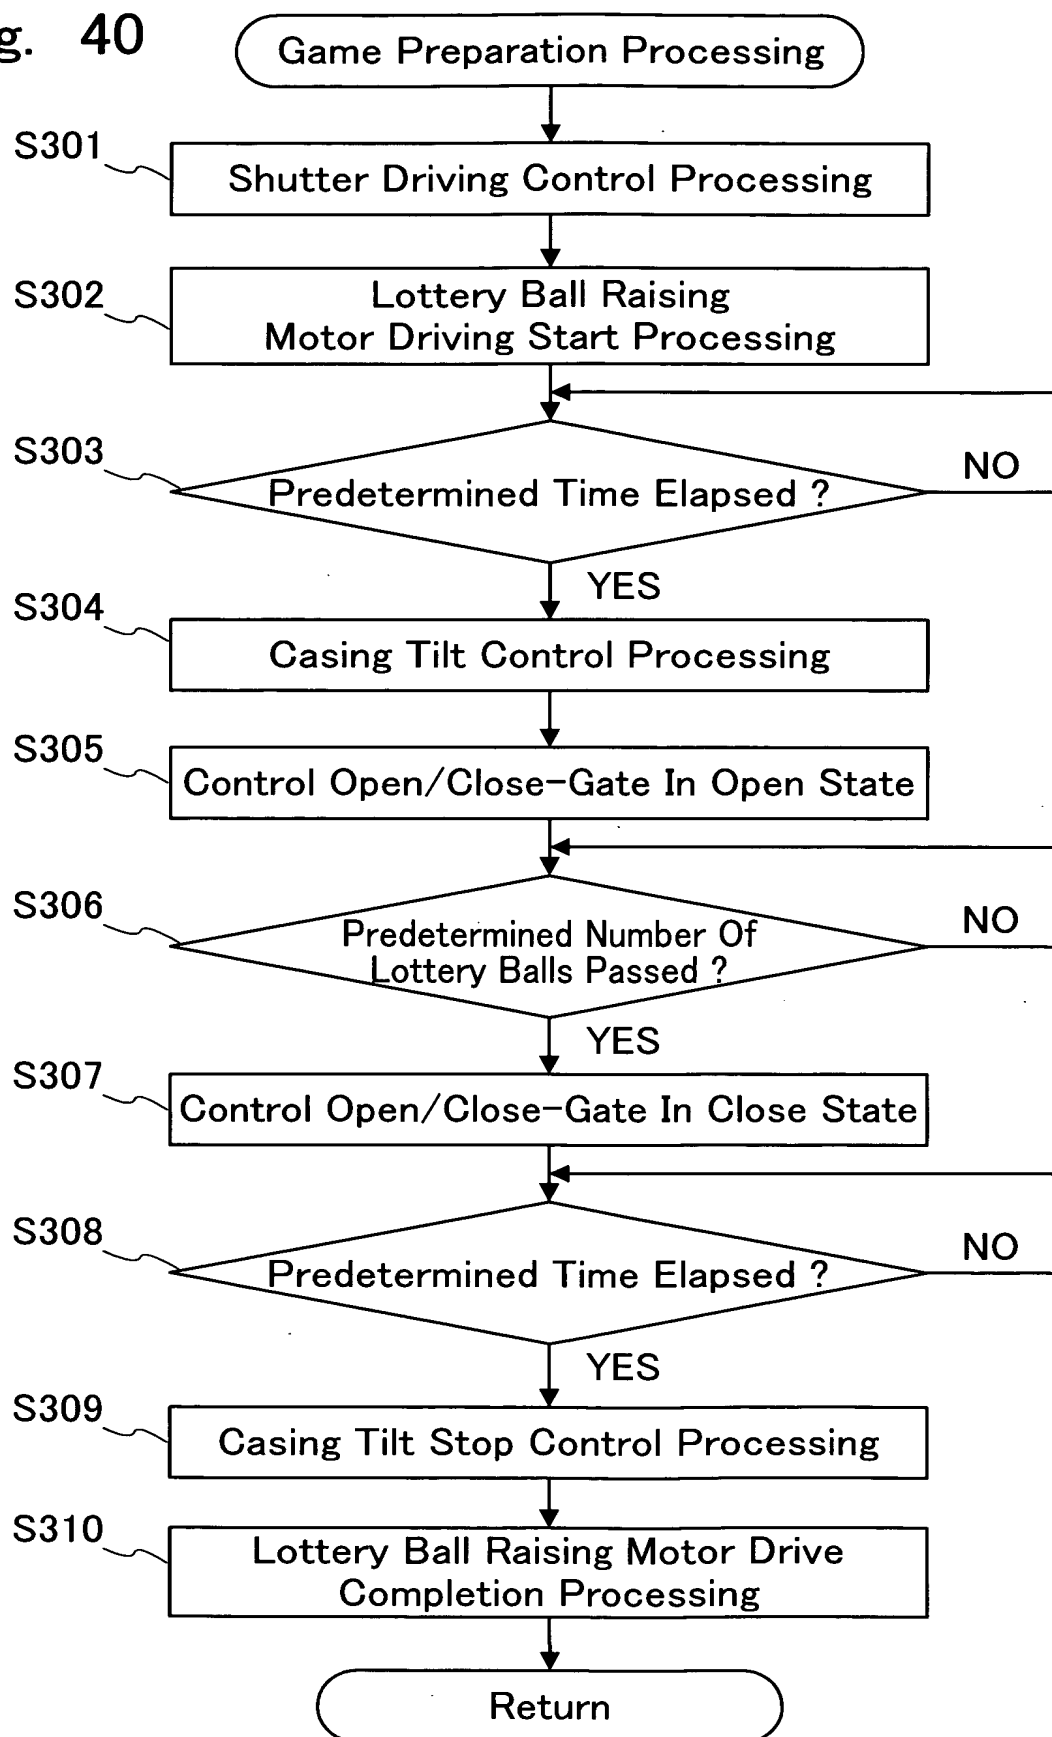 g. 40
Game Preparation Processing
S301
Shutter Driving Control Processing
S302
Lottery Ball Raising
Motor Driving Start Processing
S303
Predetermined Time Elapsed ?
NO
YES
S304
Casing Tilt Control Processing
S305
Control Open/Close-Gate In Open State
S306
Predetermined Number Of
Lottery Balls Passed ?
NO
YES
S307
Control Open/Close-Gate In Close State
S308
Predetermined Time Elapsed ?
NO
YES
S309
Casing Tilt Stop Control Processing
S310
Lottery Ball Raising Motor Drive
Completion Processing
Return